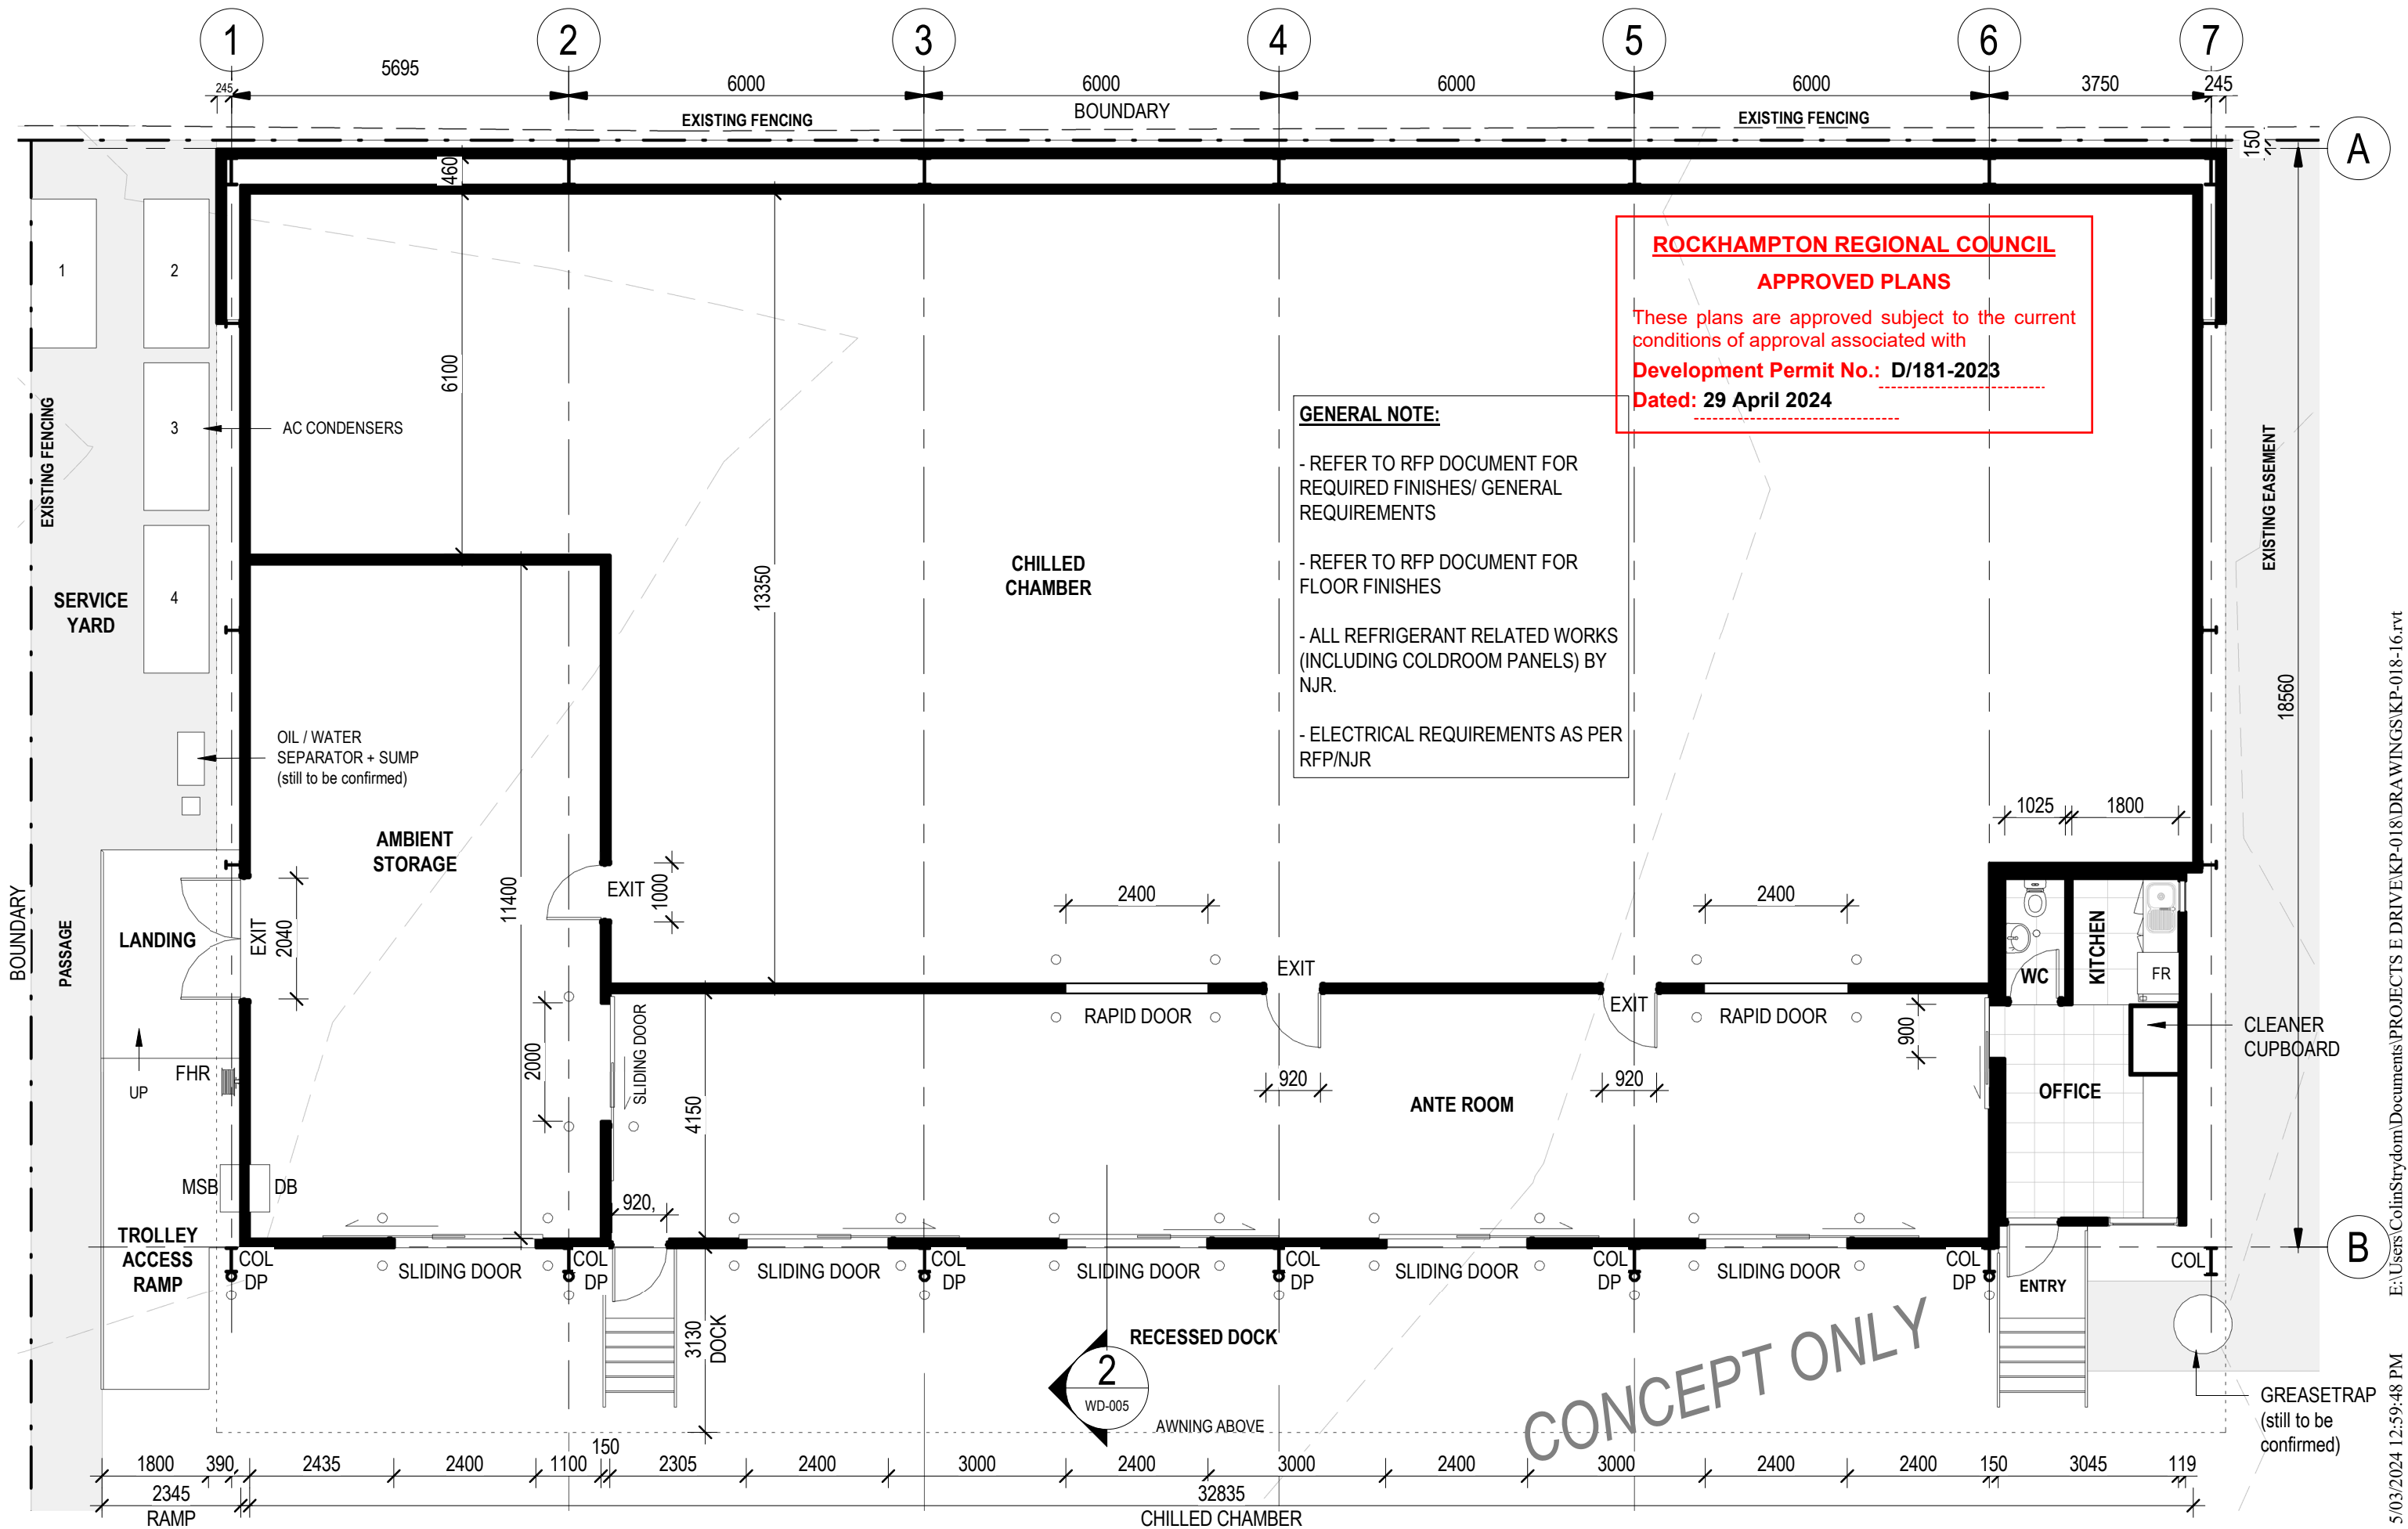 1
2
3
4
5
6
7
245
5695
6000
6000
6000
6000
3750
245
EXISTING FENCING
BOUNDARY
EXISTING FENCING
150
A
460
ROCKHAMPTON REGIONAL COUNCIL
APPROVED PLANS
These plans are approved subject to the current
conditions of approval associated with
Development Permit No.: D/181-2023
Dated: 29 April 2024
1
2
3
4
AC CONDENSERS
EXISTING FENCING
SERVICE
YARD
6100
13350
CHILLED
CHAMBER
GENERAL NOTE:
- REFER TO RFP DOCUMENT FOR
REQUIRED FINISHES/ GENERAL
REQUIREMENTS
- REFER TO RFP DOCUMENT FOR
FLOOR FINISHES
- ALL REFRIGERANT RELATED WORKS
(INCLUDING COLDROOM PANELS) BY
NJR.
- ELECTRICAL REQUIREMENTS AS PER
RFP/NJR
EXISTING EASEMENT
18560
OIL / WATER
SEPARATOR + SUMP
(still to be confirmed)
AMBIENT
STORAGE
11400
1025
1800
BOUNDARY
PASSAGE
LANDING
EXIT
2040
EXIT
1000
2400
2400
EXIT
EXIT
RAPID DOOR
RAPID DOOR
WC
KITCHEN
FR
900
CLEANER
CUPBOARD
UP
FHR
2000
SLIDING DOOR
4150
920
920
ANTE ROOM
OFFICE
MSB
DB
920,
TROLLEY
ACCESS
RAMP
COL
DP
SLIDING DOOR
COL
DP
SLIDING DOOR
COL
DP
SLIDING DOOR
COL
DP
SLIDING DOOR
COL
DP
SLIDING DOOR
COL
DP
ENTRY
COL
B
3130
DOCK
RECESSED DOCK
2
WD-005
AWNING ABOVE
CONCEPT ONLY
GREASETRAP
(still to be
confirmed)
1800
390
2435
2400
1100
150
2305
2400
3000
2400
3000
2400
3000
2400
2400
150
3045
119
2345
RAMP
32835
CHILLED CHAMBER
5/03/2024 12:59:48 PM E:\Users\ColinStrydom\Documents\PROJECTS E DRIVE\KP-018\DRAWINGS\KP-018-16.rvt